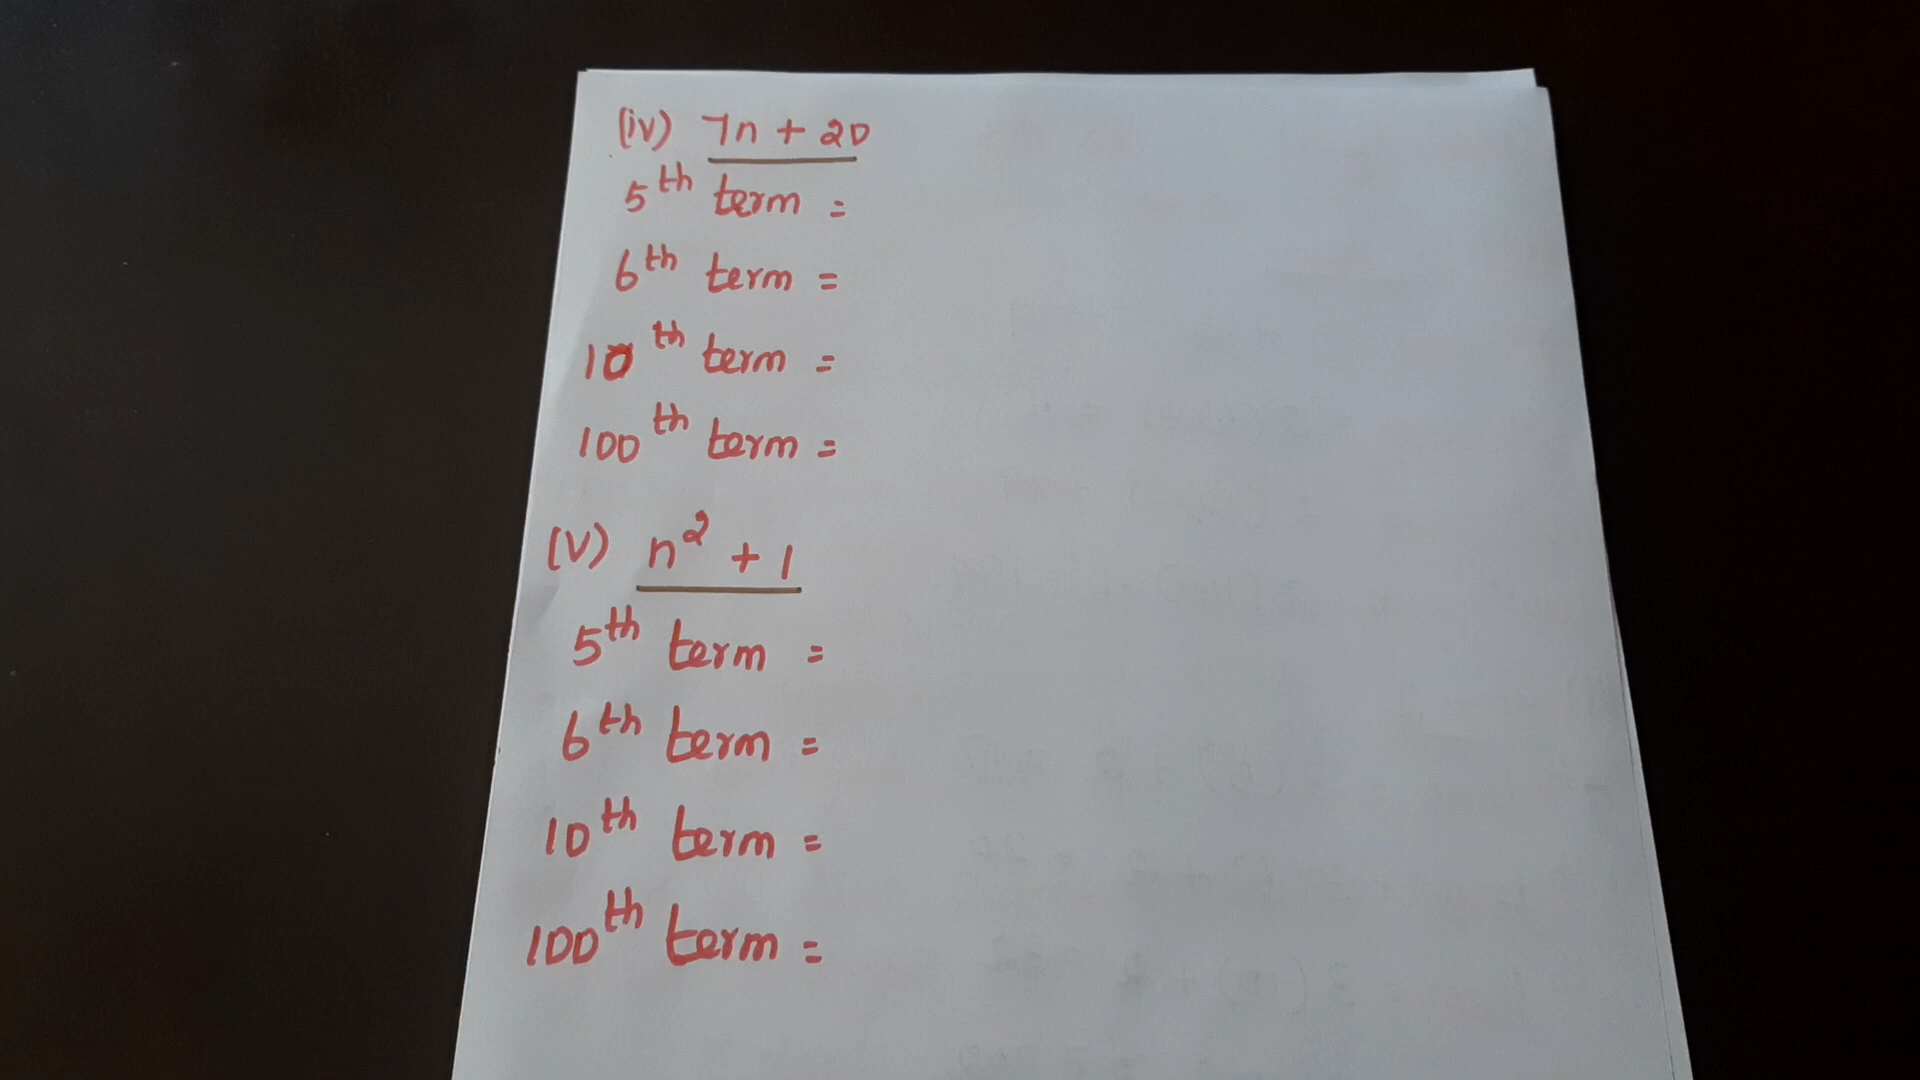 (iv) 7n + 20
5th term =
6th term =
10th term =
100th term =
(V) n² + 1
5th term =
6th term =
10th term =
100th term =